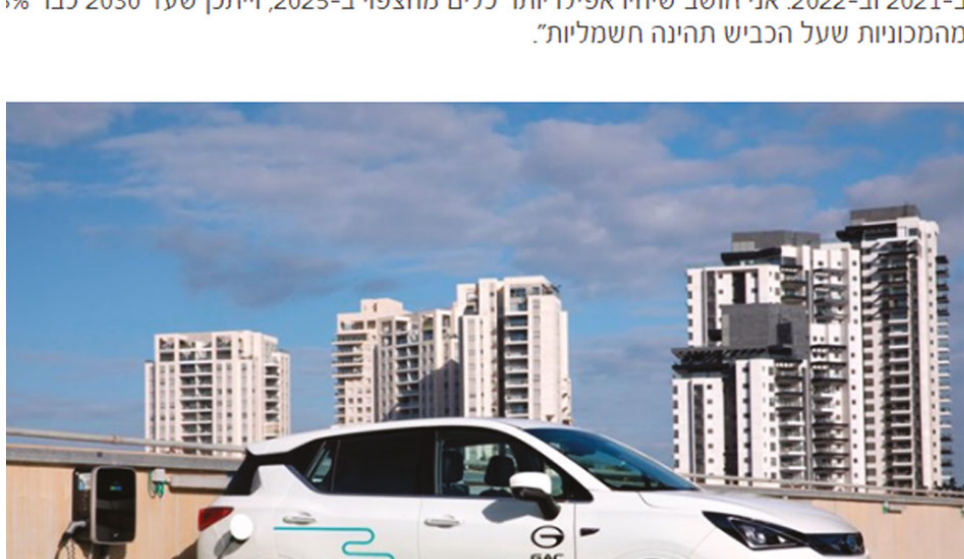 ב-2021 וב-2022. אני חושב שיהיו אפילו יותר כלים מהצפוי ב-2025, וייתכן שעד 2030 כבר
מהמכוניות שעל הכביש תהינה חשמליות".
GAC